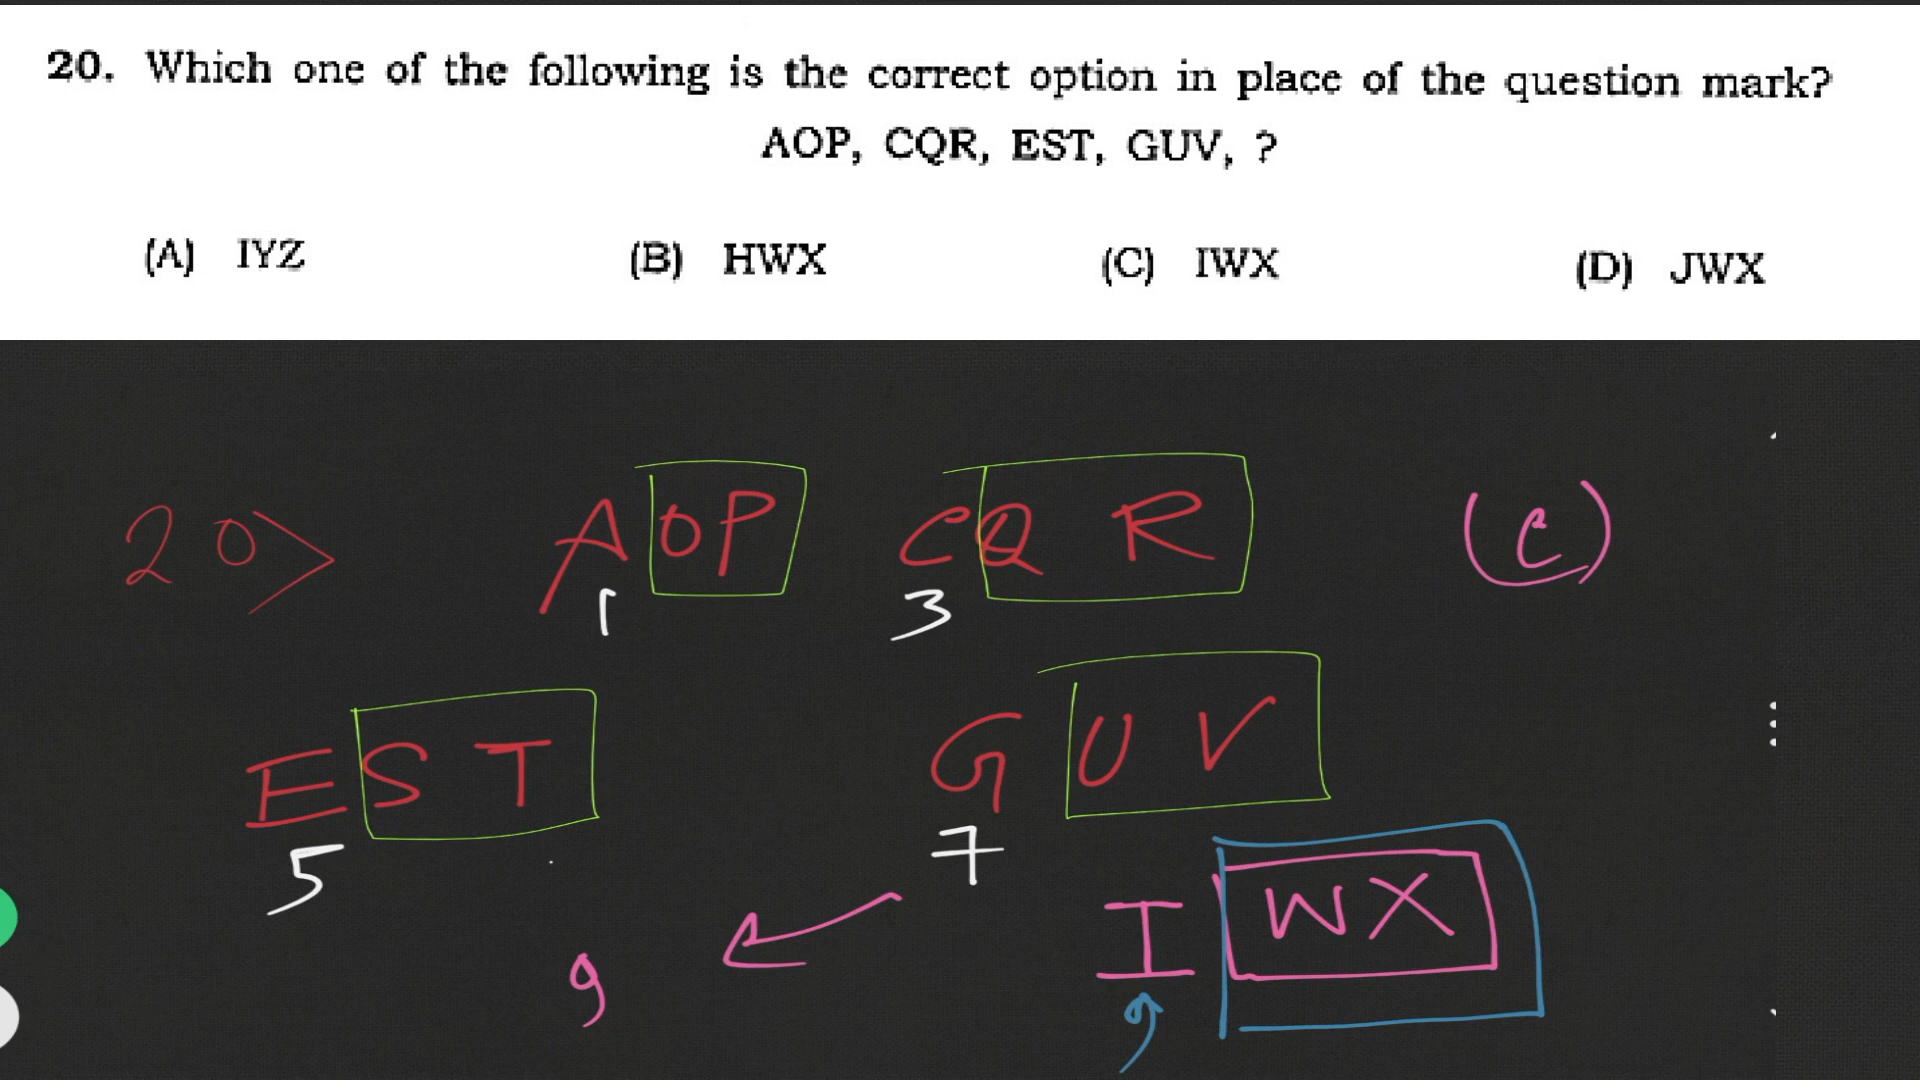 20. Which one of the following is the correct option in place of the question mark?
AOP, CQR, EST, GUV, ?
(A) IYZ (B) HWX (C) IWX (D) JWX
20> AOP CQR (C)
1 3
EST GUV
5 7
9 I WX
9